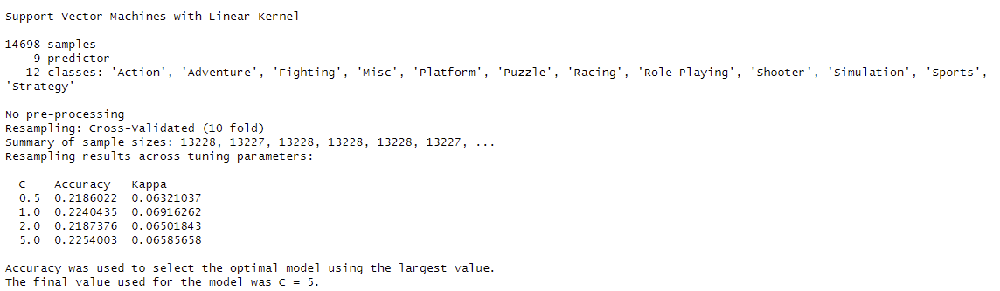 Support Vector Machines with Linear Kernel
14698 samples
9 predictor
12 classes: 'Action', 'Adventure', 'Fighting', 'Misc', 'Platform', 'Puzzle', 'Racing', 'Role-Playing', 'Shooter', 'Simulation', 'Sports',
'Strategy'
No pre-processing
Resampling: Cross-Validated (10 fold)
Summary of sample sizes: 13228, 13227, 13228, 13228, 13228, 13227, ...
Resampling results across tuning parameters:
C Accuracy Kappa
0.5 0.2186022 0.06321037
1.0 0.2240435 0.06916262
2.0 0.2187376 0.06501843
5.0 0.2254003 0.06585658
Accuracy was used to select the optimal model using the largest value.
The final value used for the model was C = 5.